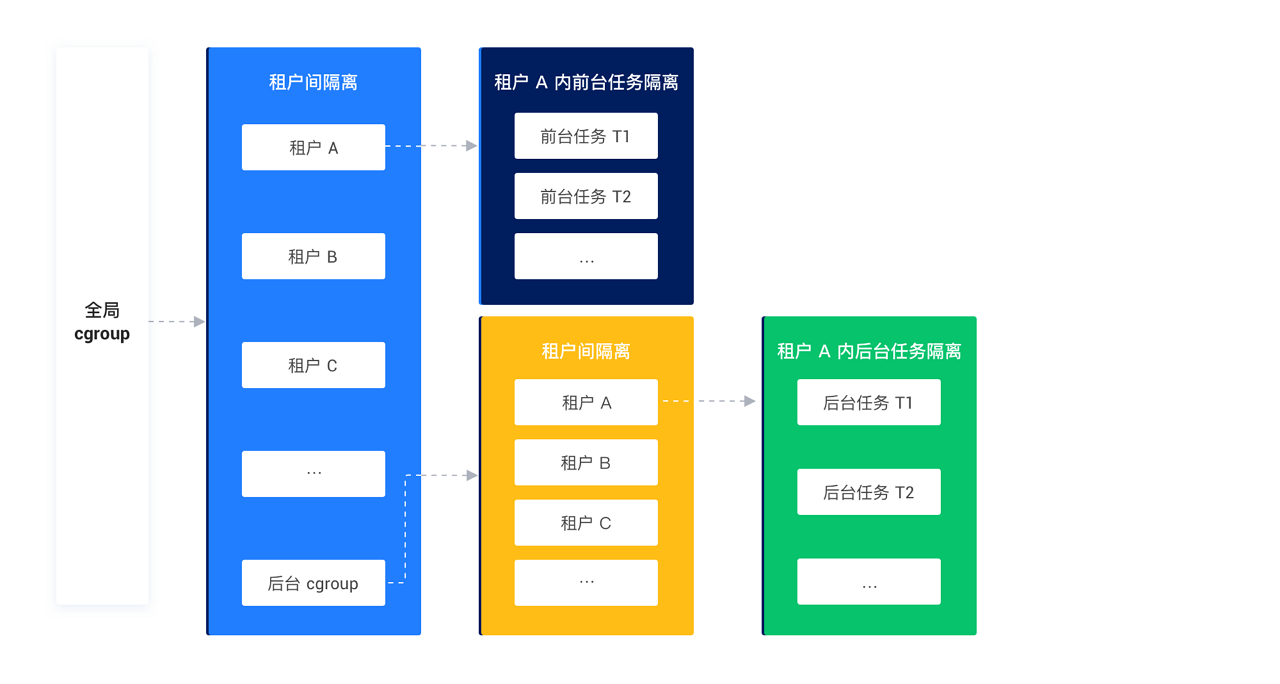 全局
cgroup
租户间隔离
租户 A
租户 B
租户 C
...
后台 cgroup
租户 A 内前台任务隔离
前台任务 T1
前台任务 T2
...
租户间隔离
租户 A
租户 B
租户 C
...
租户 A 内后台任务隔离
后台任务 T1
后台任务 T2
...